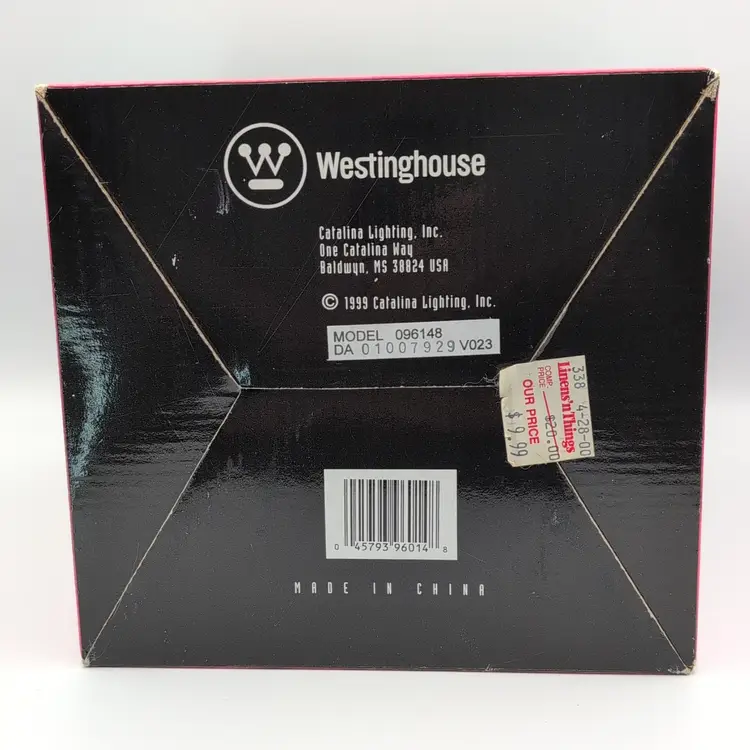 W
Westinghouse
Catalina Lighting, Inc.
One Catalina Way
Baldwyn, MS 38824 USA
© 1999 Catalina Lighting, Inc.
MODEL 096148
DA 01007929 V023
338 4-28-00
Linens'n Things
COMP. PRICE $20.00
OUR PRICE
$9.99
0 45793 96014 8
MADE IN CHINA